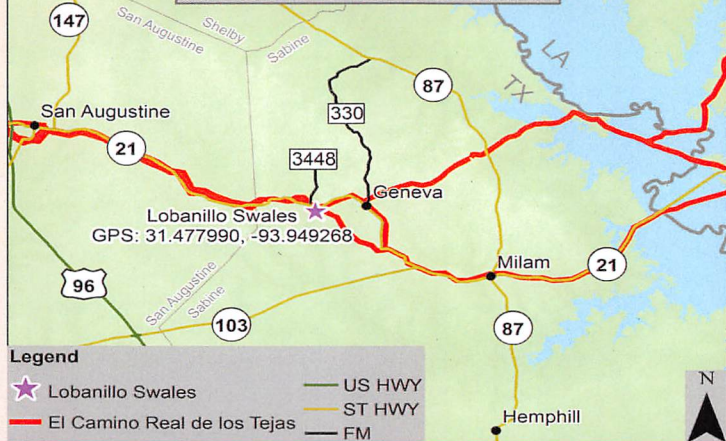 147
San Augustine
Shelby
Sabine
LA
TX
87
330
San Augustine
21
3448
Geneva
Lobanillo Swales
GPS: 31.477990, -93.949268
96
San Augustine
Sabine
Milam
21
103
87
Legend
Lobanillo Swales
El Camino Real de los Tejas
US HWY
ST HWY
FM
Hemphill
N